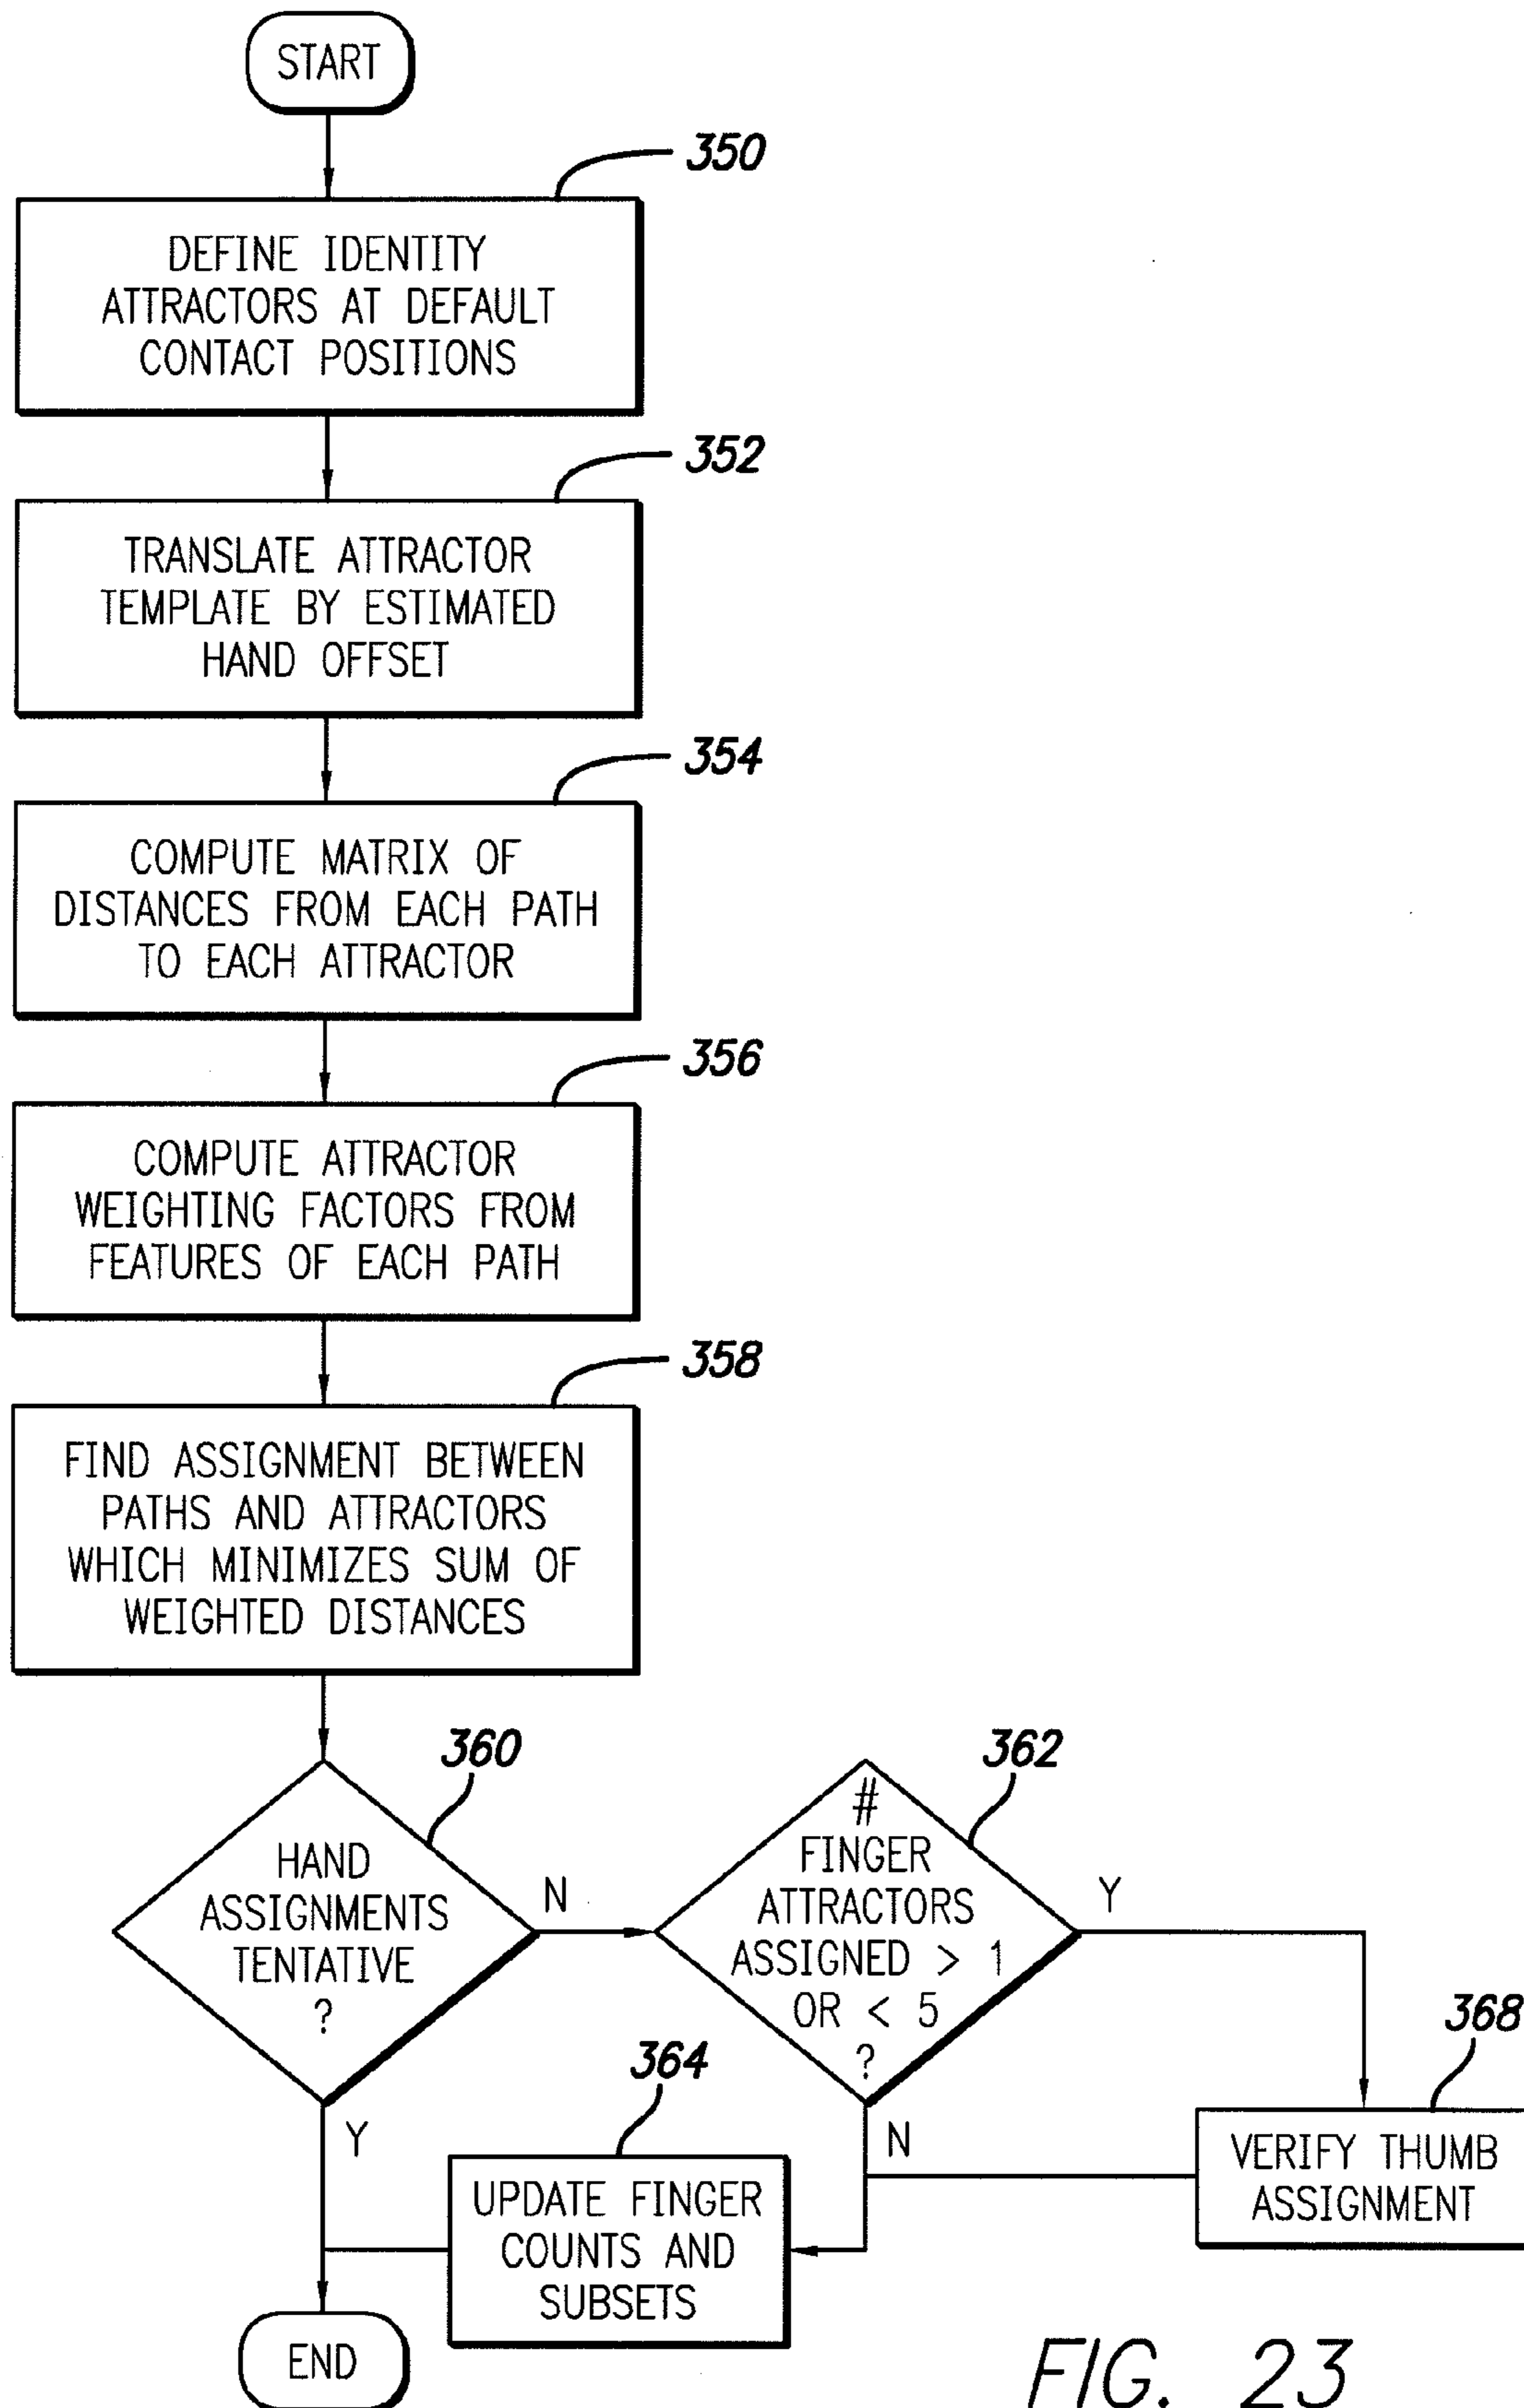 START
350
DEFINE IDENTITY
ATTRACTORS AT DEFAULT
CONTACT POSITIONS
352
TRANSLATE ATTRACTOR
TEMPLATE BY ESTIMATED
HAND OFFSET
354
COMPUTE MATRIX OF
DISTANCES FROM EACH PATH
TO EACH ATTRACTOR
356
COMPUTE ATTRACTOR
WEIGHTING FACTORS FROM
FEATURES OF EACH PATH
358
FIND ASSIGNMENT BETWEEN
PATHS AND ATTRACTORS
WHICH MINIMIZES SUM OF
WEIGHTED DISTANCES
360
HAND
ASSIGNMENTS
TENTATIVE
?
N
Y
362
#
FINGER
ATTRACTORS
ASSIGNED > 1
OR < 5
?
Y
N
368
VERIFY THUMB
ASSIGNMENT
364
UPDATE FINGER
COUNTS AND
SUBSETS
END
FIG. 23